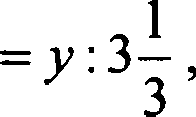 = y : 3 1/3 ,